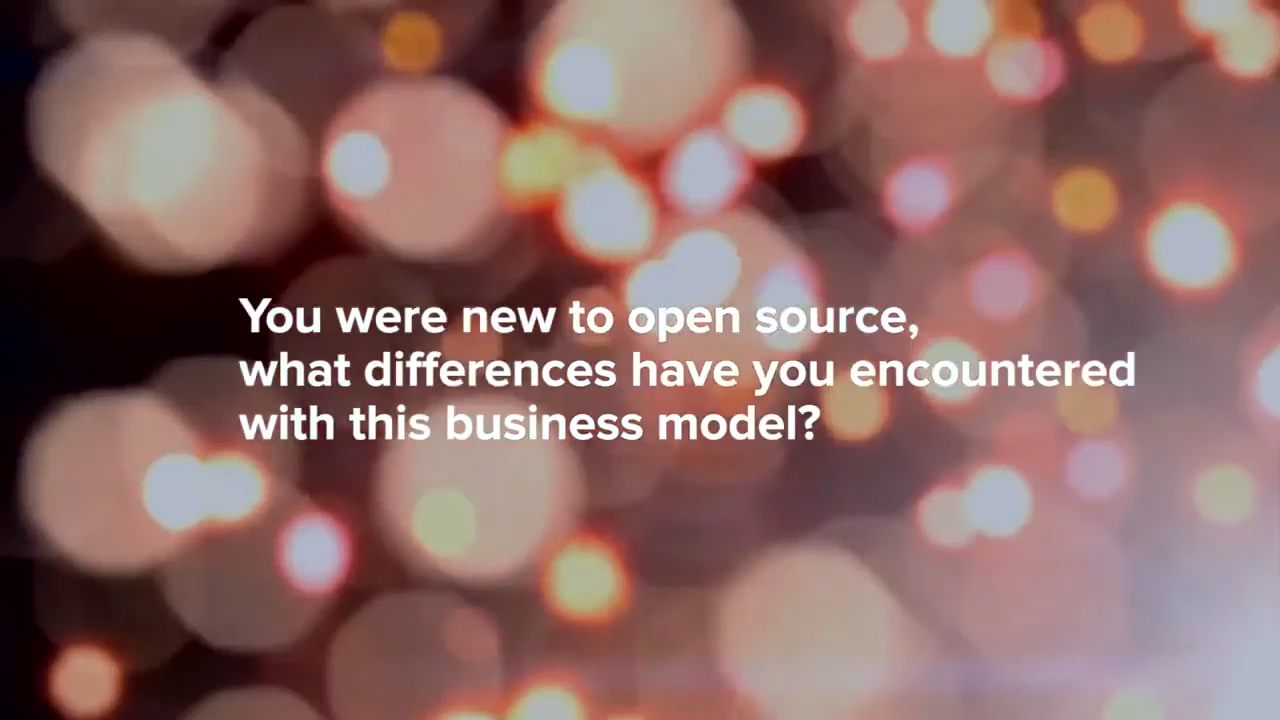 You were new to open source,
what differences have you encountered
with this business model?